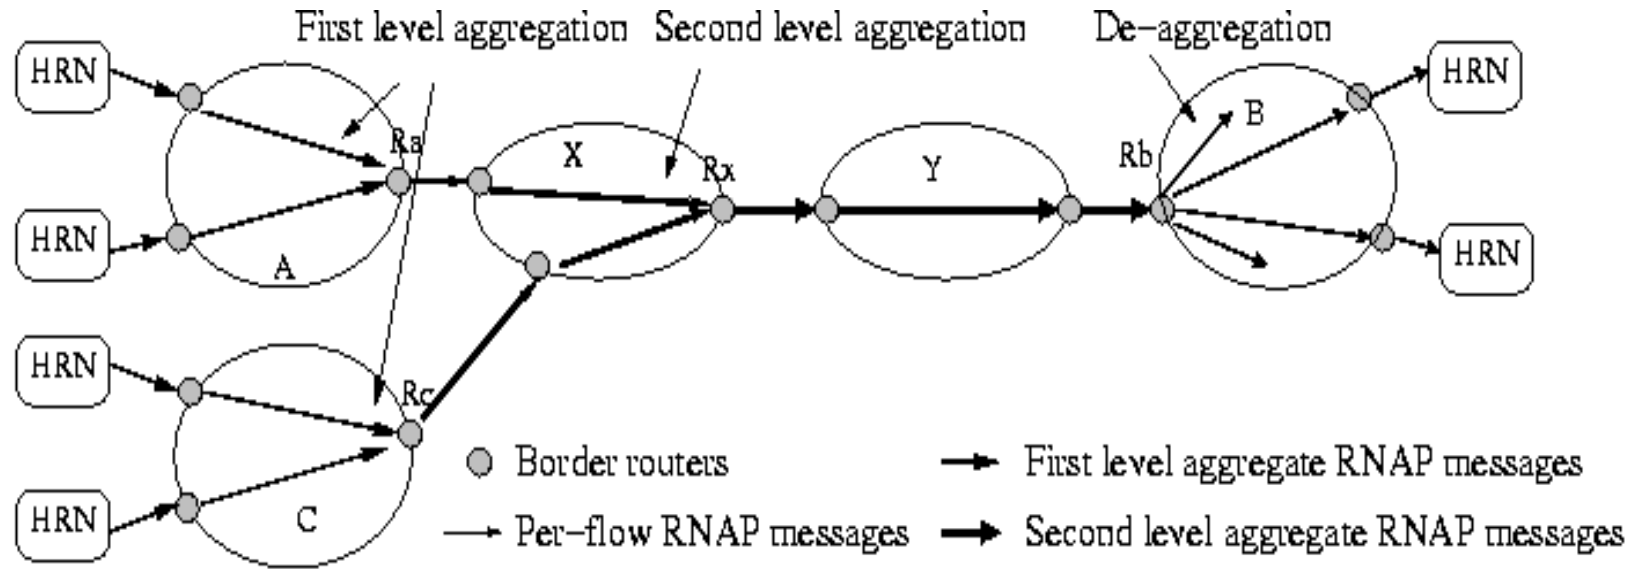 First level aggregation Second level aggregation De-aggregation
HRN
HRN
B
Ra
X
Rx
Y
Rb
HRN
HRN
A
HRN
Rc
Border routers
First level aggregate RNAP messages
HRN
C
Per-flow RNAP messages
Second level aggregate RNAP messages